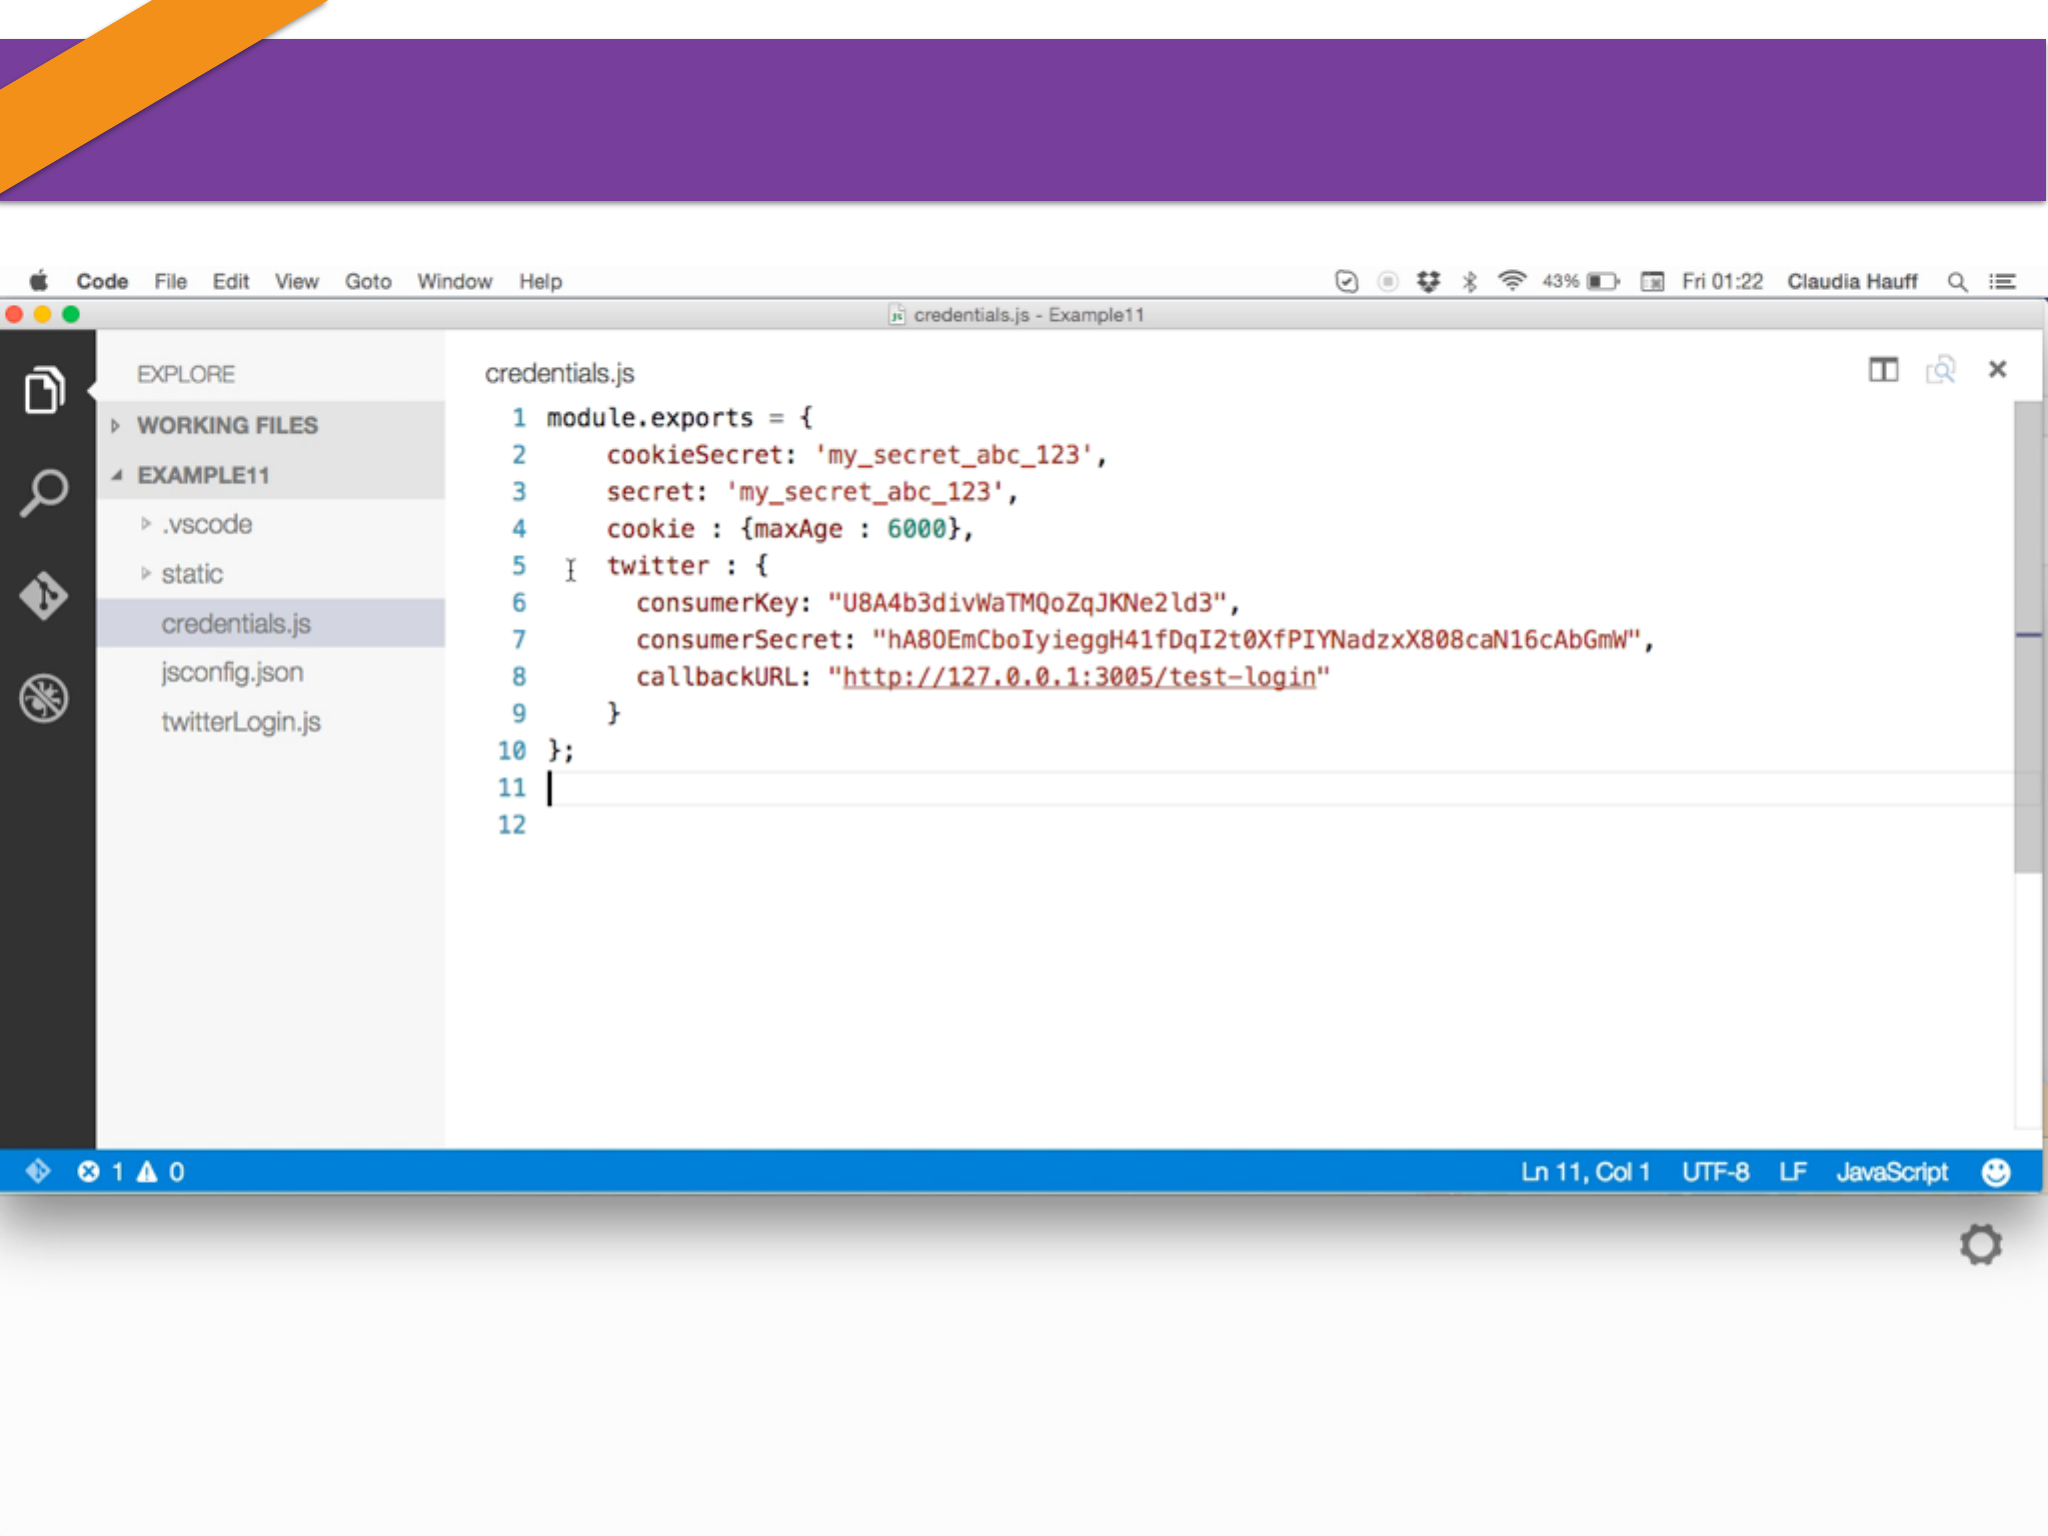 Code File Edit View Goto Window Help 43% Fri 01:22 Claudia Hauff
credentials.js - Example11
EXPLORE
WORKING FILES
EXAMPLE11
.vscode
static
credentials.js
jsconfig.json
twitterLogin.js
credentials.js
1 module.exports = {
2 cookieSecret: 'my_secret_abc_123',
3 secret: 'my_secret_abc_123',
4 cookie : {maxAge : 6000},
5 twitter : {
6 consumerKey: "U8A4b3divWaTMQoZqJKNe2ld3",
7 consumerSecret: "hA8OEmCboIyieggH41fDqI2t0XfPIYNadzxX808caN16cAbGmW",
8 callbackURL: "http://127.0.0.1:3005/test-login"
9 }
10 };
11
12
1 0 Ln 11, Col 1 UTF-8 LF JavaScript